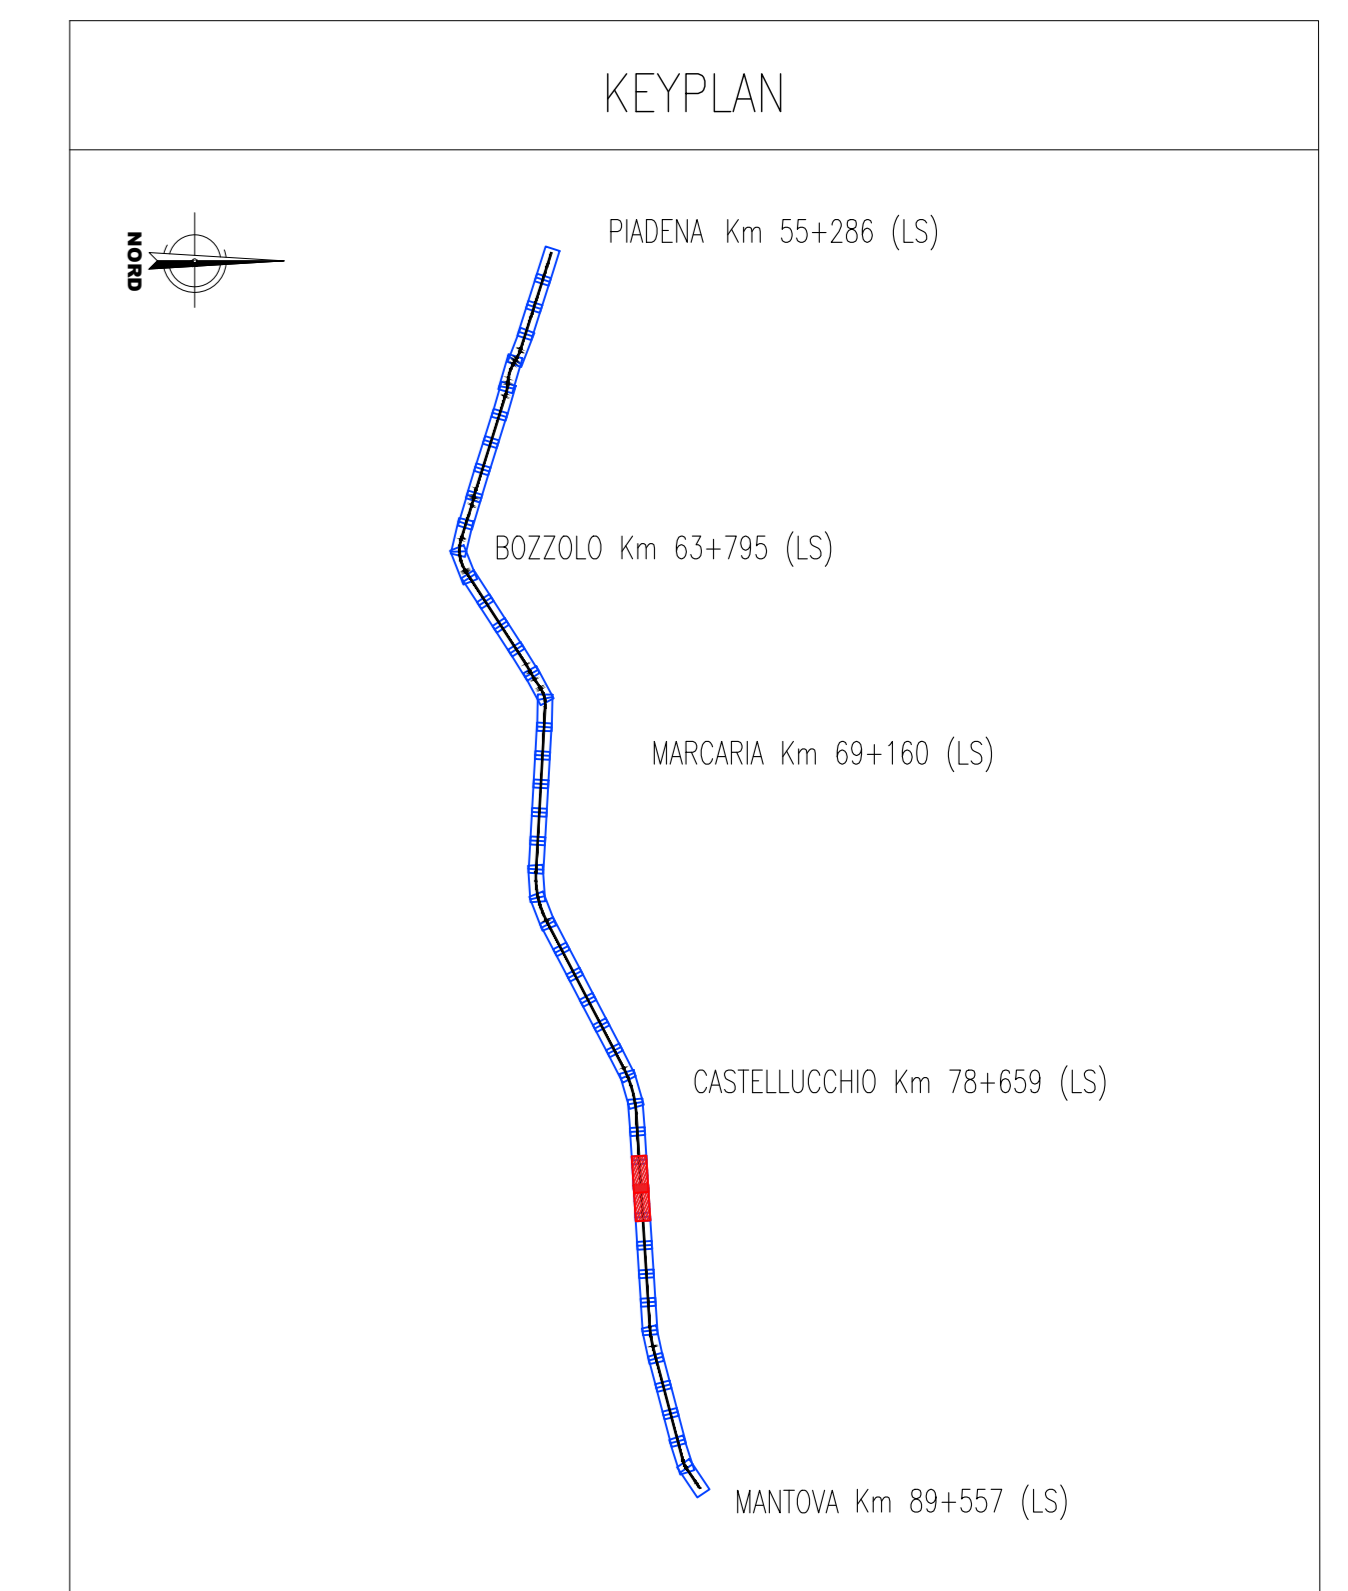 KEYPLAN
NORD
PIADENA Km 55+286 (LS)
BOZZOLO Km 63+795 (LS)
MARCARIA Km 69+160 (LS)
CASTELLUCCHIO Km 78+659 (LS)
MANTOVA Km 89+557 (LS)